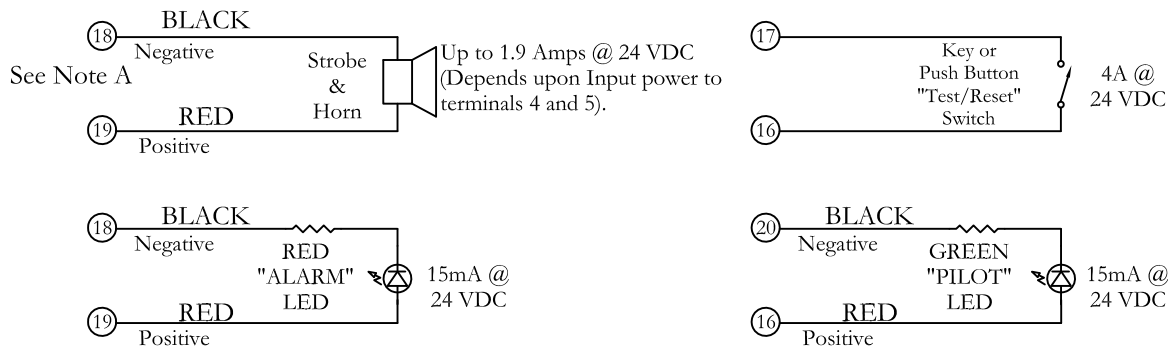 18
BLACK
Negative
See Note A
Strobe
&
Horn
Up to 1.9 Amps @ 24 VDC
(Depends upon Input power to
terminals 4 and 5).
19
RED
Positive
17
Key or
Push Button
"Test/Reset"
Switch
4A @
24 VDC
16
18
BLACK
Negative
RED
"ALARM"
LED
15mA @
24 VDC
19
RED
Positive
20
BLACK
Negative
GREEN
"PILOT"
LED
15mA @
24 VDC
16
RED
Positive